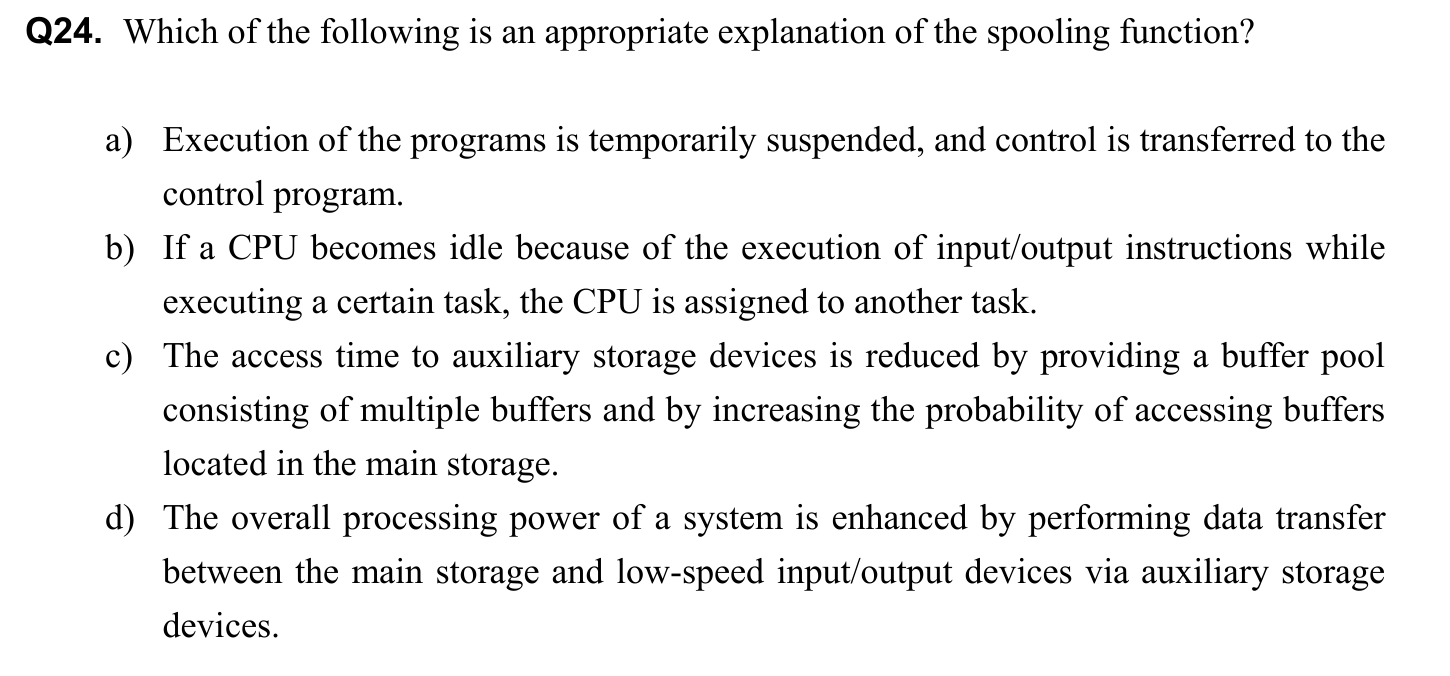 Q24. Which of the following is an appropriate explanation of the spooling function?
a) Execution of the programs is temporarily suspended, and control is transferred to the
control program.
b) If a CPU becomes idle because of the execution of input/output instructions while
executing a certain task, the CPU is assigned to another task.
c) The access time to auxiliary storage devices is reduced by providing a buffer pool
consisting of multiple buffers and by increasing the probability of accessing buffers
located in the main storage.
d) The overall processing power of a system is enhanced by performing data transfer
between the main storage and low-speed input/output devices via auxiliary storage
devices.